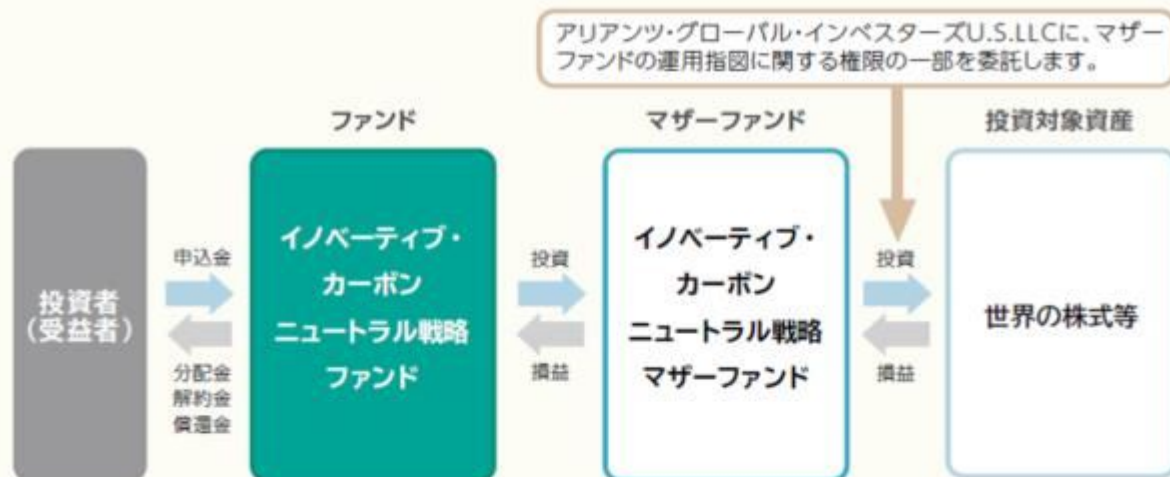 アリアンツ・グローバル・インベスターズU.S.LLCに、マザー
ファンドの運用指図に関する権限の一部を委託します。
ファンド
マザーファンド
投資対象資産
投資者
(受益者)
申込金
分配金
解約金
償還金
イノベーティブ・
カーボン
ニュートラル戦略
ファンド
投資
損益
イノベーティブ・
カーボン
ニュートラル戦略
マザーファンド
投資
損益
世界の株式等